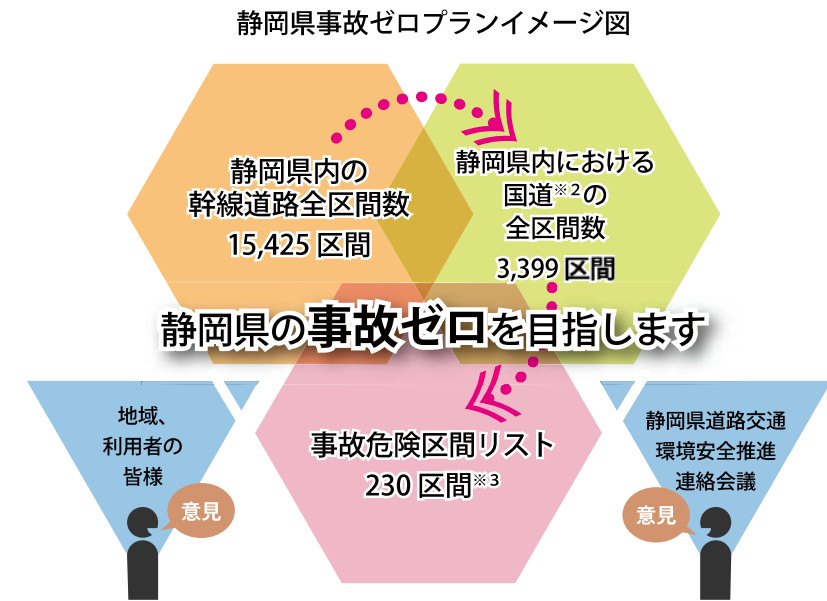 静岡県事故ゼロプランイメージ図
静岡県内の
幹線道路全区間数
15,425 区間
静岡県内における
国道※2の
全区間数
3,399 区間
静岡県の事故ゼロを目指します
地域、
利用者の
皆様
意見
事故危険区間リスト
230 区間※3
静岡県道路交通
環境安全推進
連絡会議
意見